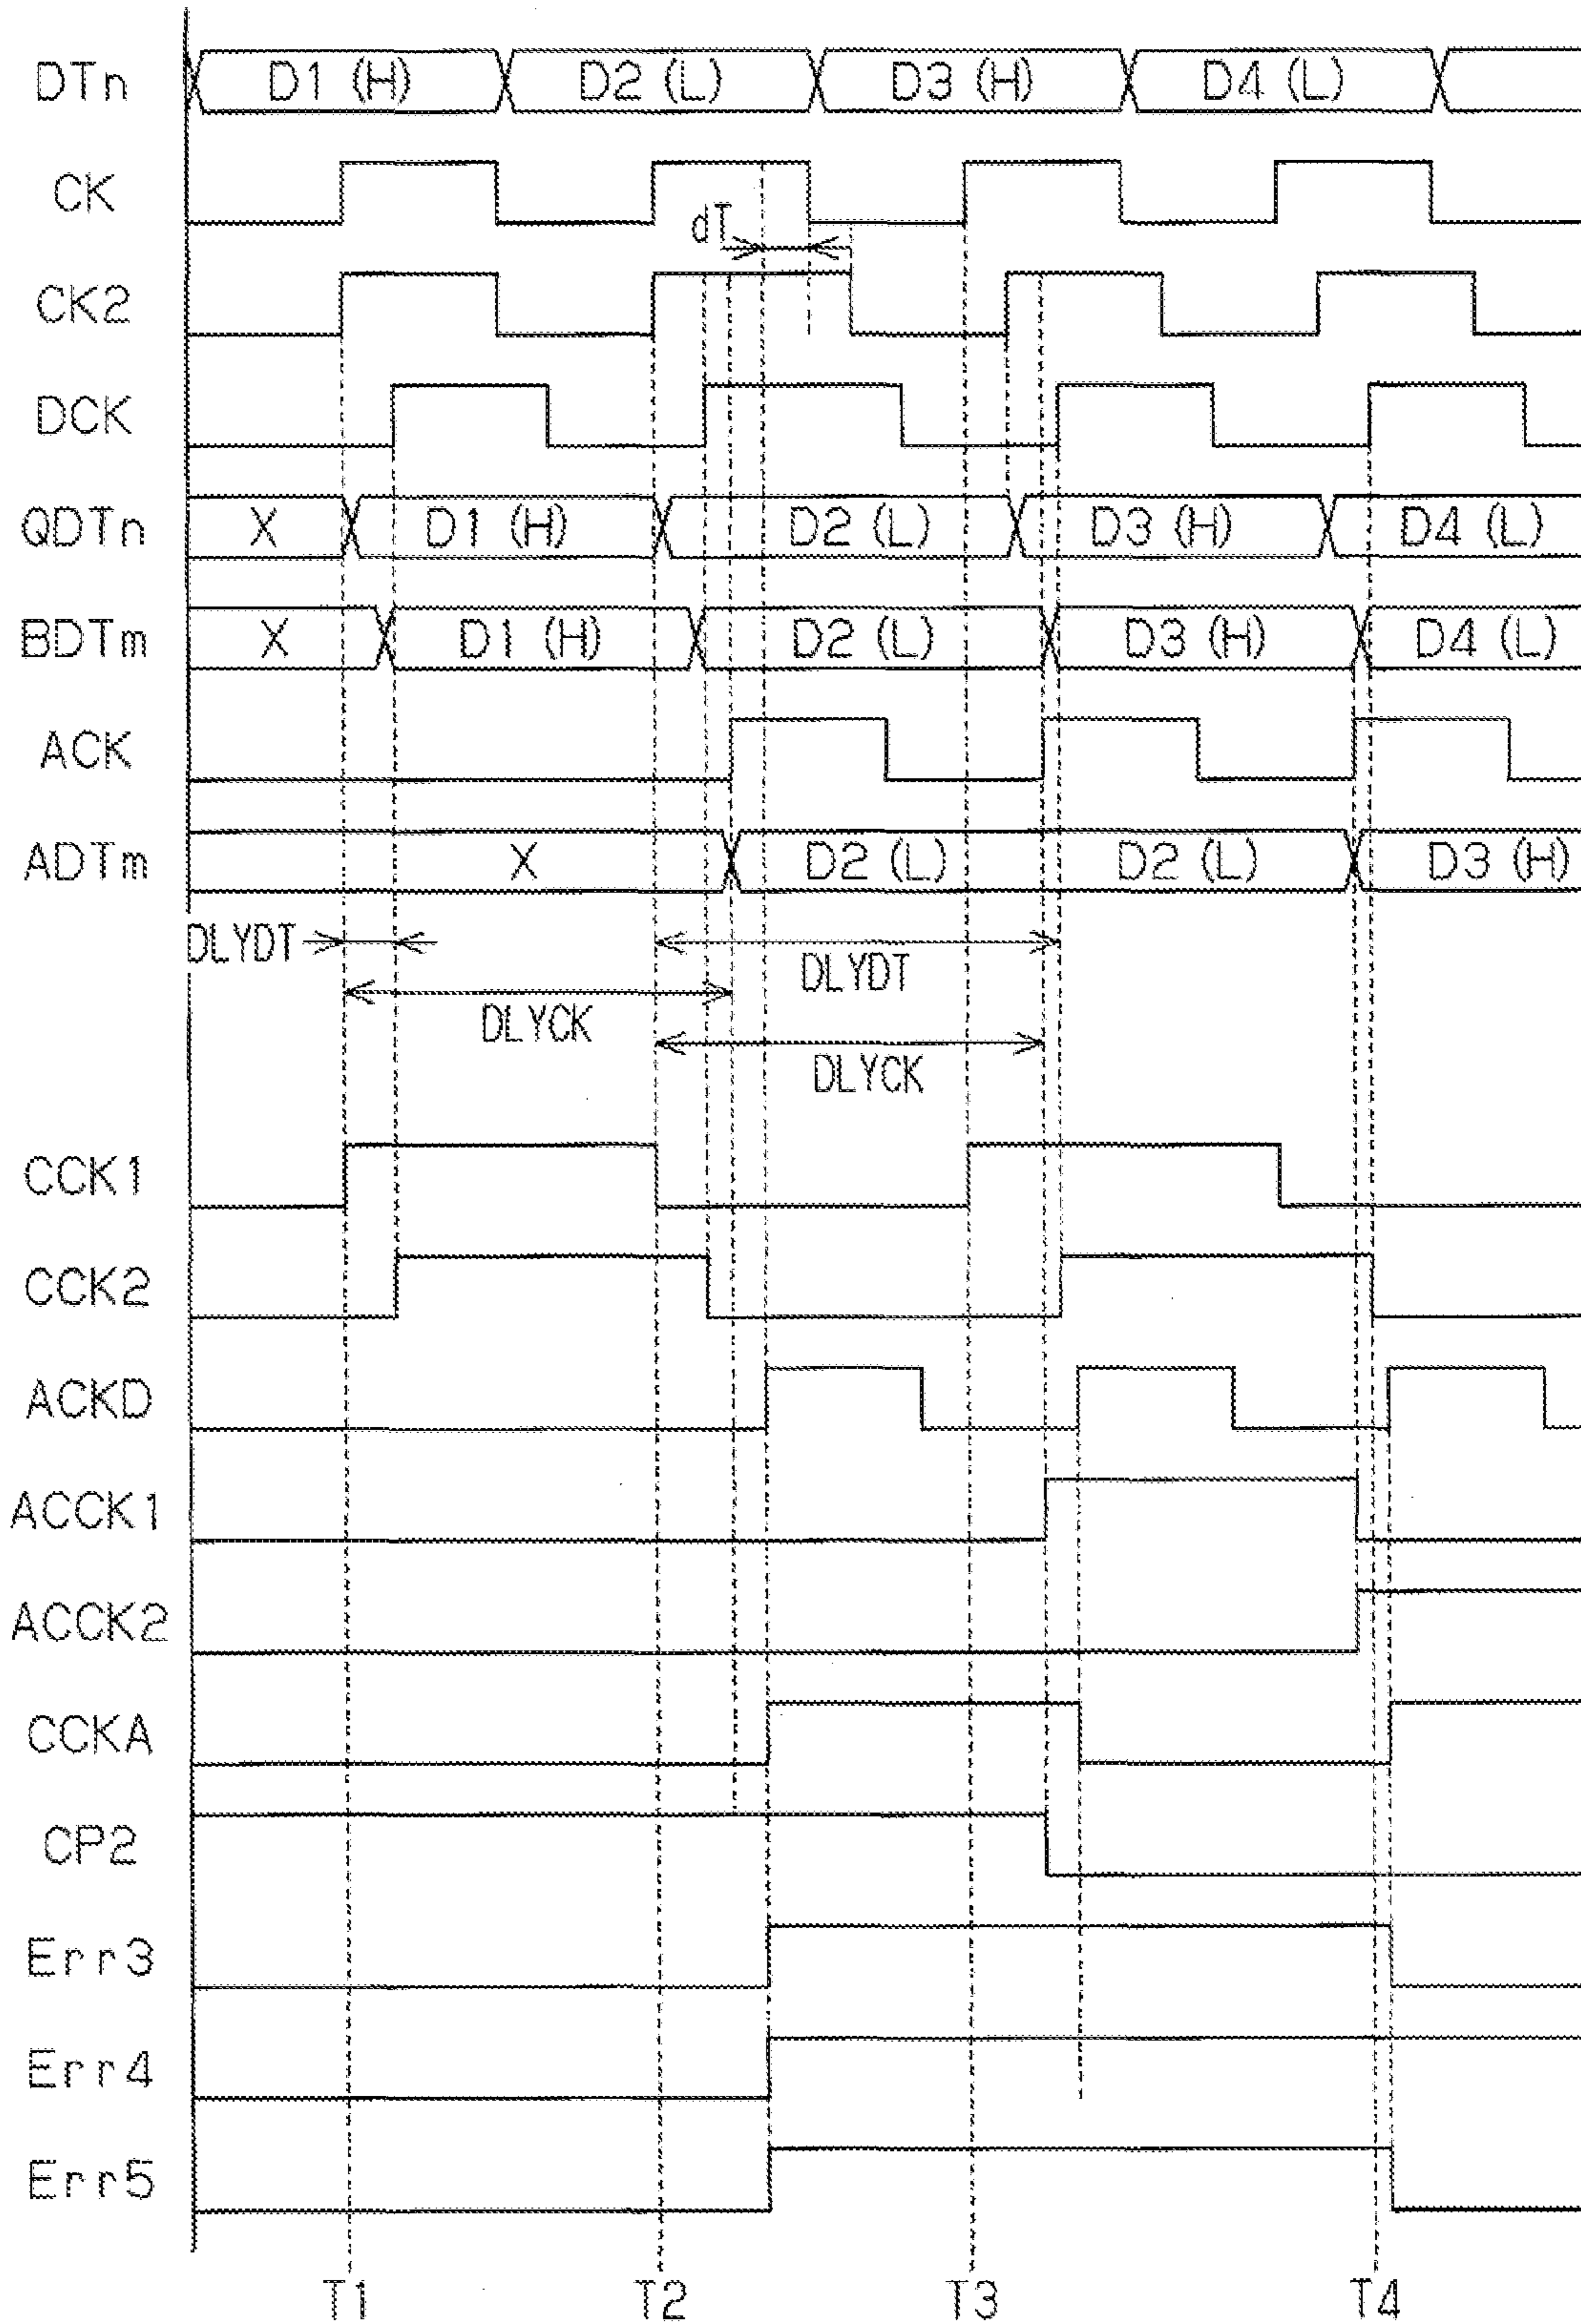 DTn D1 (H) D2 (L) D3 (H) D4 (L)
CK
dT
CK2
DCK
QDTn X D1 (H) D2 (L) D3 (H) D4 (L)
BDTm X D1 (H) D2 (L) D3 (H) D4 (L)
ACK
ADTm X D2 (L) D2 (L) D3 (H)
DLYDT DLYDT
DLYCK
DLYCK
CCK1
CCK2
ACKD
ACCK1
ACCK2
CCKA
CP2
Err3
Err4
Err5
T1 T2 T3 T4